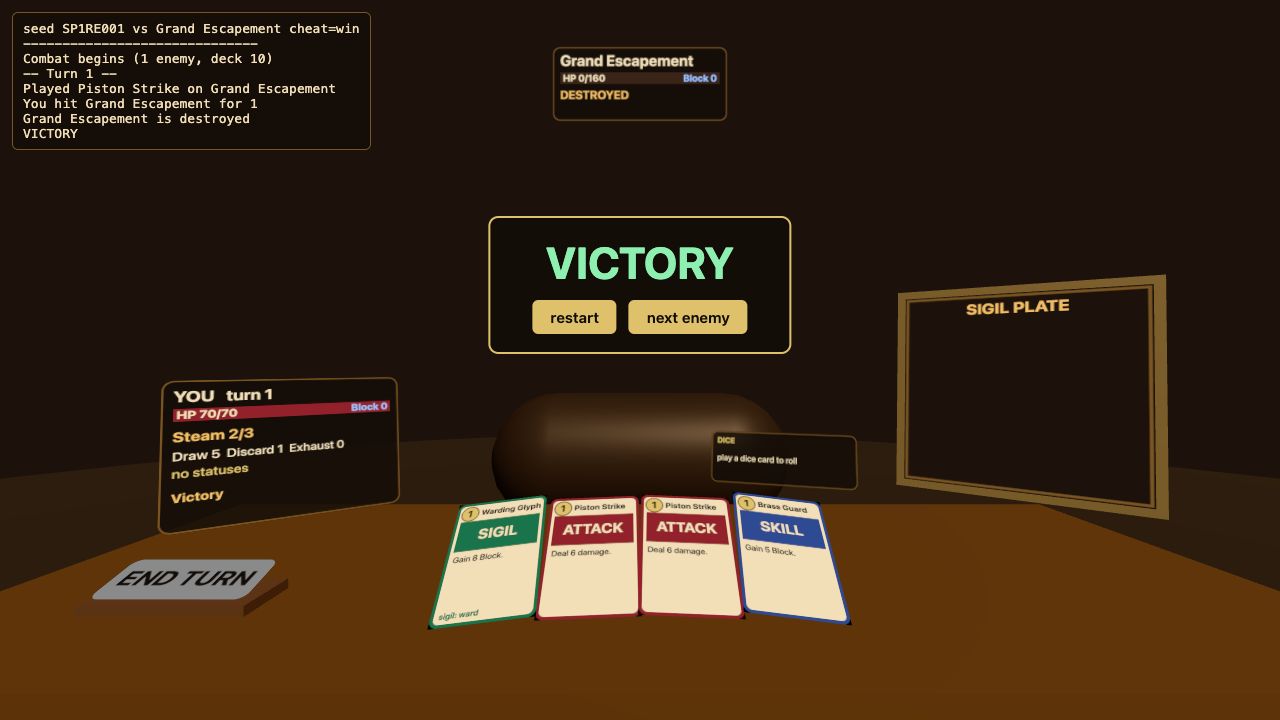 seed SP1RE001 vs Grand Escapement cheat=win
——————————————————————————————
Combat begins (1 enemy, deck 10)
—— Turn 1 ——
Played Piston Strike on Grand Escapement
You hit Grand Escapement for 1
Grand Escapement is destroyed
VICTORY
Grand Escapement
HP 0/160 Block 0
DESTROYED
VICTORY
restart next enemy
SIGIL PLATE
YOU turn 1
HP 70/70 Block 0
Steam 2/3
Draw 5 Discard 1 Exhaust 0
no statuses
Victory
DICE
play a dice card to roll
1 Warding Glyph
SIGIL
Gain 8 Block.
sigil: ward
1 Piston Strike
ATTACK
Deal 6 damage.
1 Piston Strike
ATTACK
Deal 6 damage.
1 Brass Guard
SKILL
Gain 5 Block.
END TURN